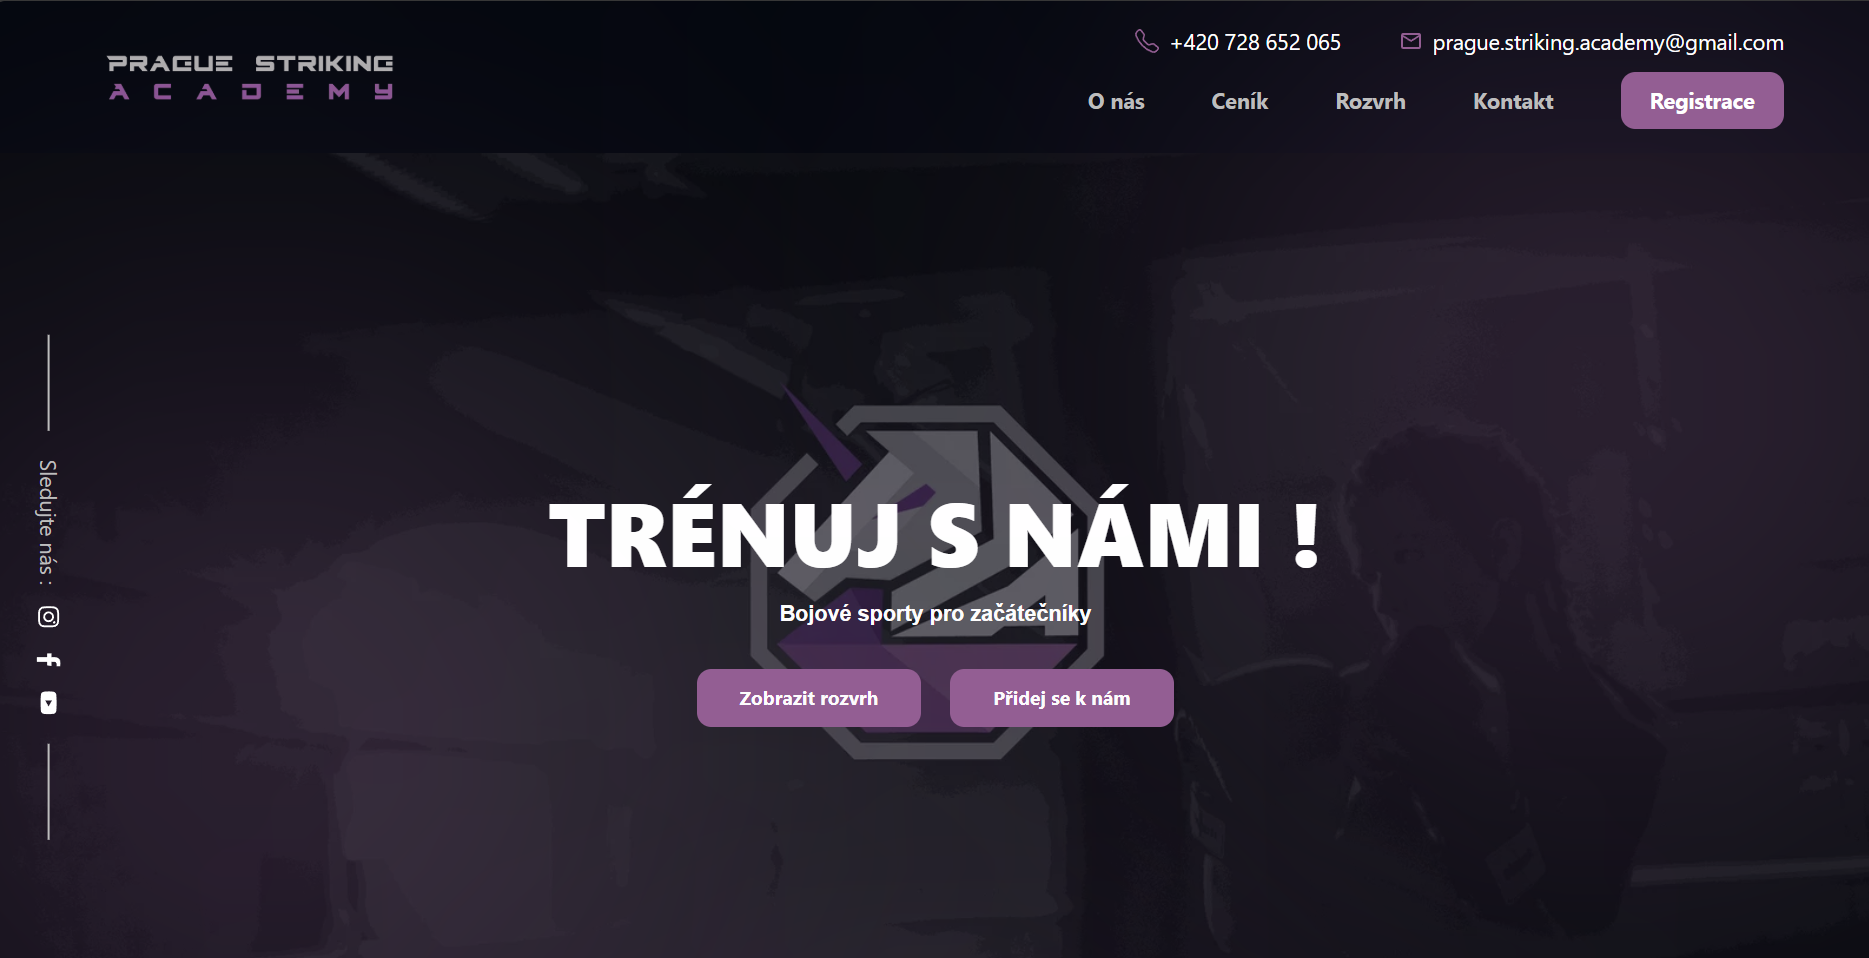 PRAGUE STRIKING
ACADEMY
+420 728 652 065
prague.striking.academy@gmail.com
O nás
Ceník
Rozvrh
Kontakt
Registrace
Sledujte nás :
TRÉNUJ S NÁMI !
Bojové sporty pro začátečníky
Zobrazit rozvrh
Přidej se k nám